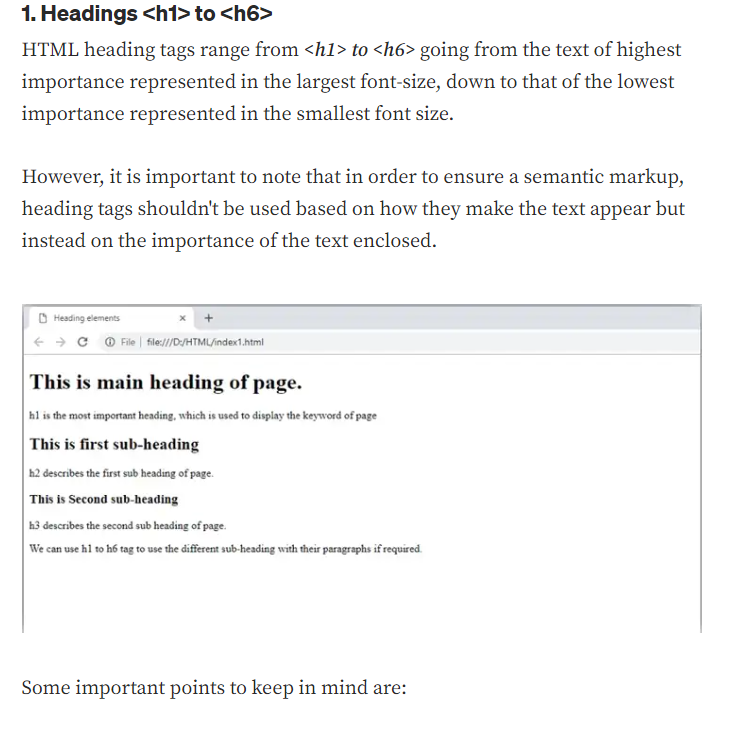 1. Headings <h1> to <h6>
HTML heading tags range from <h1> to <h6> going from the text of highest
importance represented in the largest font-size, down to that of the lowest
importance represented in the smallest font size.
However, it is important to note that in order to ensure a semantic markup,
heading tags shouldn't be used based on how they make the text appear but
instead on the importance of the text enclosed.
Heading elements
File | file:///D:/HTML/index1.html
This is main heading of page.
h1 is the most important heading, which is used to display the keyword of page
This is first sub-heading
h2 describes the first sub heading of page.
This is Second sub-heading
h3 describes the second sub heading of page.
We can use h1 to h6 tag to use the different sub-heading with their paragraphs if required.
Some important points to keep in mind are: